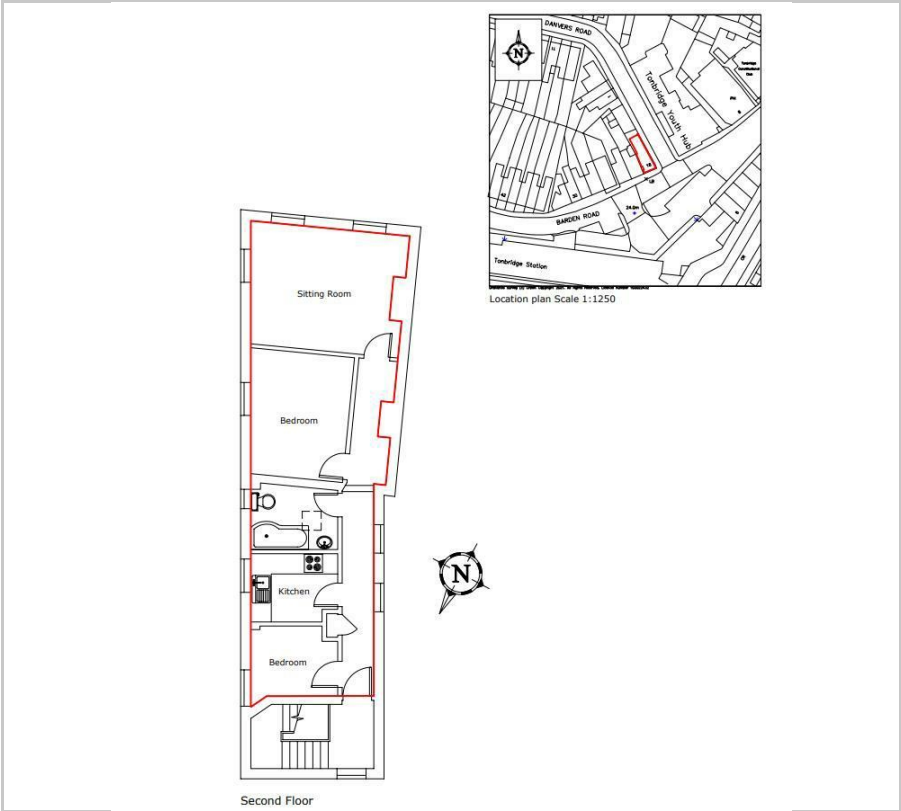 DANVERS ROAD
N
Tonbridge Youth Hub
BARDEN ROAD
24.0m
Tonbridge Station
Location plan Scale 1:1250
Sitting Room
Bedroom
N
Kitchen
Bedroom
Second Floor